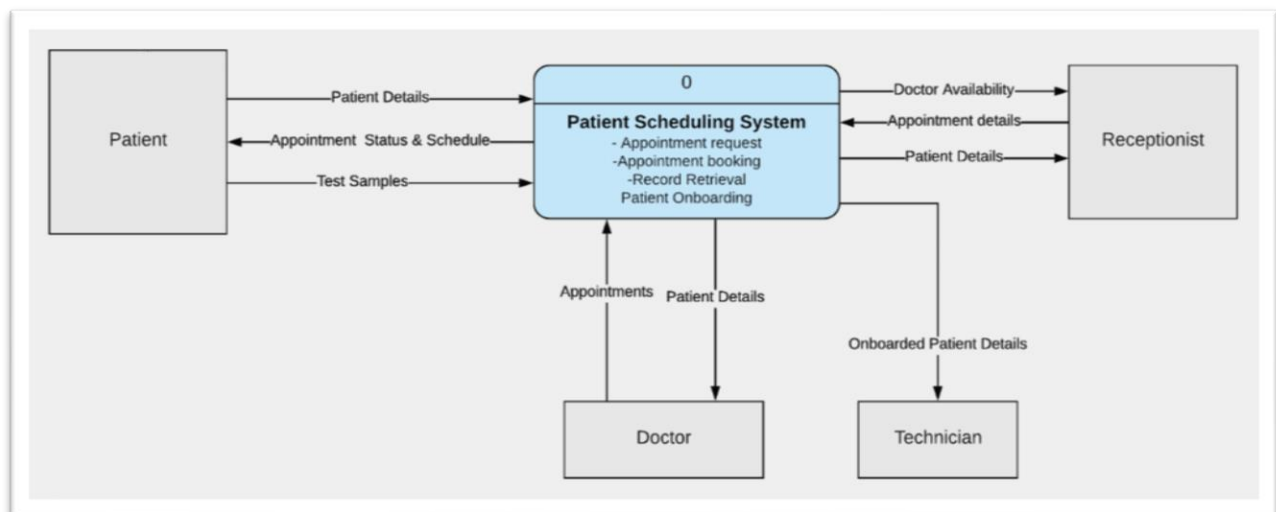 0
Patient Details
Doctor Availability
Patient Scheduling System
Appointment details
Patient
Appointment Status & Schedule
- Appointment request
Receptionist
-Appointment booking
Patient Details
-Record Retrieval
Test Samples
Patient Onboarding
Appointments
Patient Details
Onboarded Patient Details
Doctor
Technician